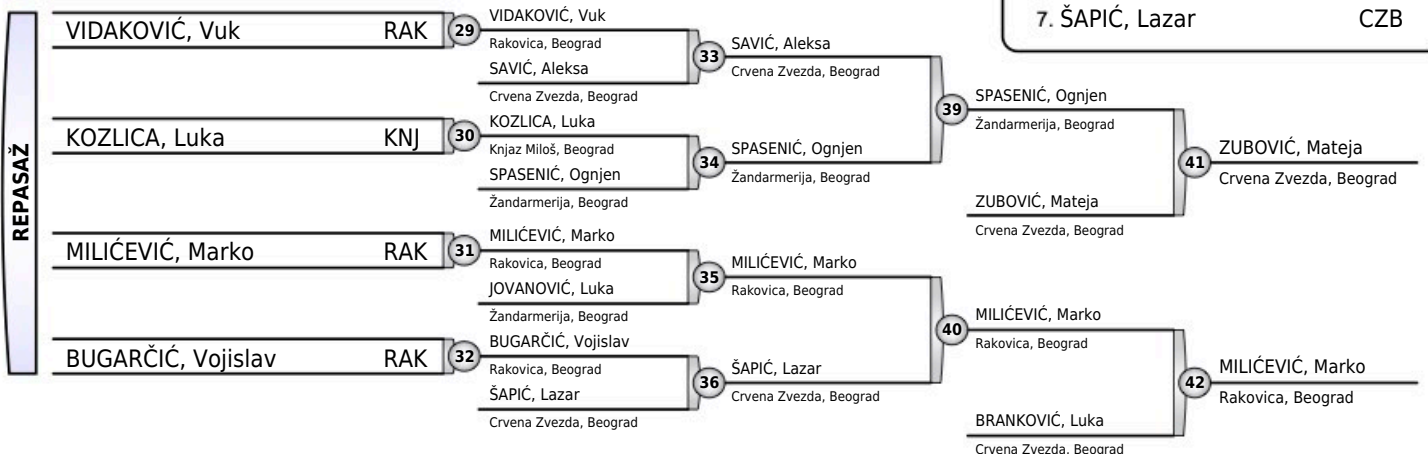 7. ŠAPIĆ, Lazar CZB
REPASAŽ
VIDAKOVIĆ, Vuk RAK
29
KOZLICA, Luka KNJ
30
MILIĆEVIĆ, Marko RAK
31
BUGARČIĆ, Vojislav RAK
32
VIDAKOVIĆ, Vuk
Rakovica, Beograd
SAVIĆ, Aleksa
Crvena Zvezda, Beograd
33
KOZLICA, Luka
Knjaz Miloš, Beograd
SPASENIĆ, Ognjen
Žandarmerija, Beograd
34
MILIĆEVIĆ, Marko
Rakovica, Beograd
JOVANOVIĆ, Luka
Žandarmerija, Beograd
35
BUGARČIĆ, Vojislav
Rakovica, Beograd
ŠAPIĆ, Lazar
Crvena Zvezda, Beograd
36
SAVIĆ, Aleksa
Crvena Zvezda, Beograd
SPASENIĆ, Ognjen
Žandarmerija, Beograd
39
MILIĆEVIĆ, Marko
Rakovica, Beograd
ŠAPIĆ, Lazar
Crvena Zvezda, Beograd
40
SPASENIĆ, Ognjen
Žandarmerija, Beograd
ZUBOVIĆ, Mateja
Crvena Zvezda, Beograd
41
MILIĆEVIĆ, Marko
Rakovica, Beograd
BRANKOVIĆ, Luka
Crvena Zvezda, Beograd
42
ZUBOVIĆ, Mateja
Crvena Zvezda, Beograd
MILIĆEVIĆ, Marko
Rakovica, Beograd